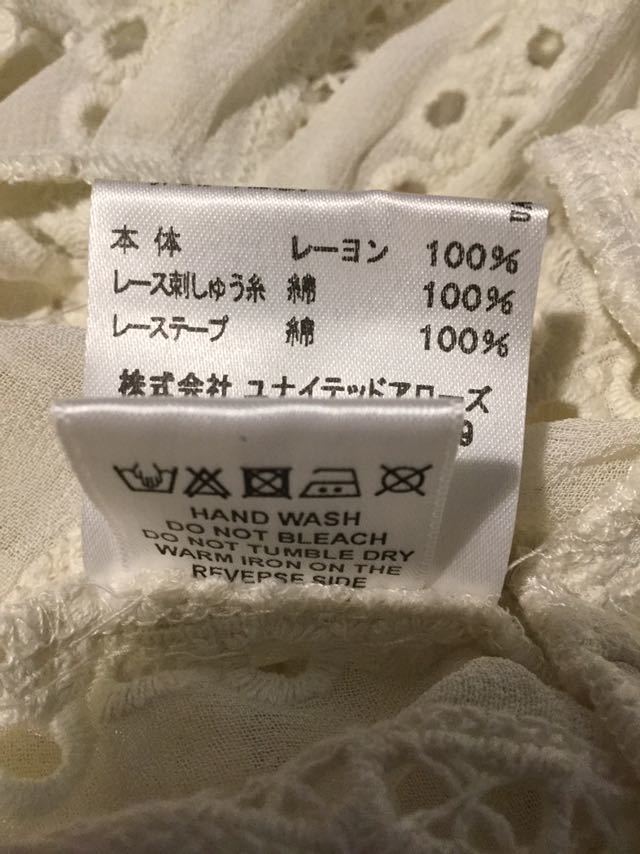 本体 レーヨン 100%
レース刺しゅう糸 綿 100%
レーステープ 綿 100%
株式会社 ユナイテッドアローズ
9
HAND WASH
DO NOT BLEACH
DO NOT TUMBLE DRY
WARM IRON ON THE
REVERSE SIDE